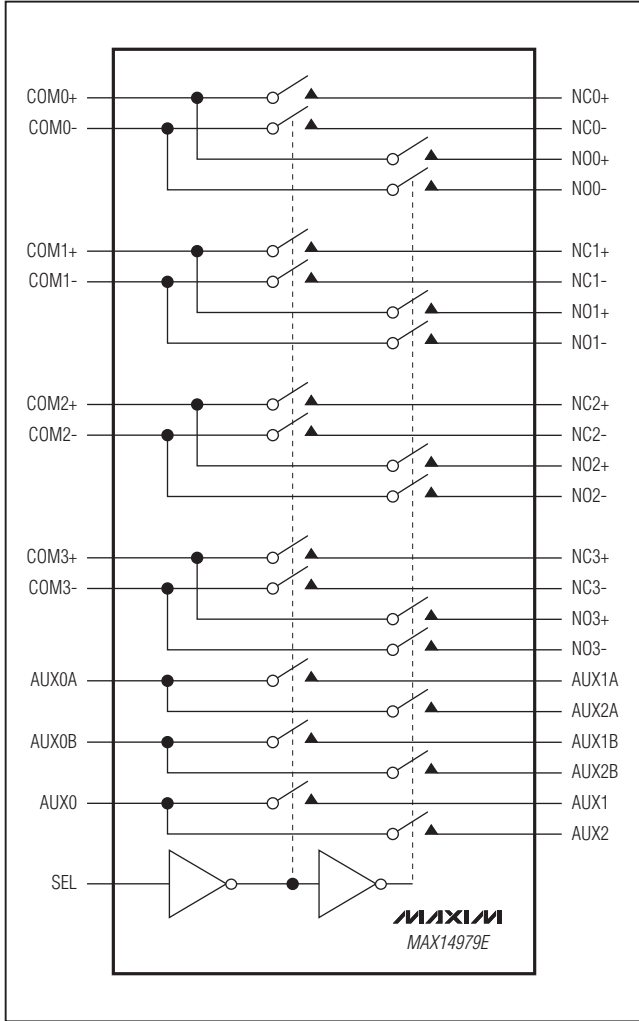 COM0+ NC0+
COM0- NC0-
NO0+
NO0-
COM1+ NC1+
COM1- NC1-
NO1+
NO1-
COM2+ NC2+
COM2- NC2-
NO2+
NO2-
COM3+ NC3+
COM3- NC3-
NO3+
NO3-
AUX0A AUX1A
AUX2A
AUX0B AUX1B
AUX2B
AUX0 AUX1
AUX2
SEL
MAXIM
MAX14979E